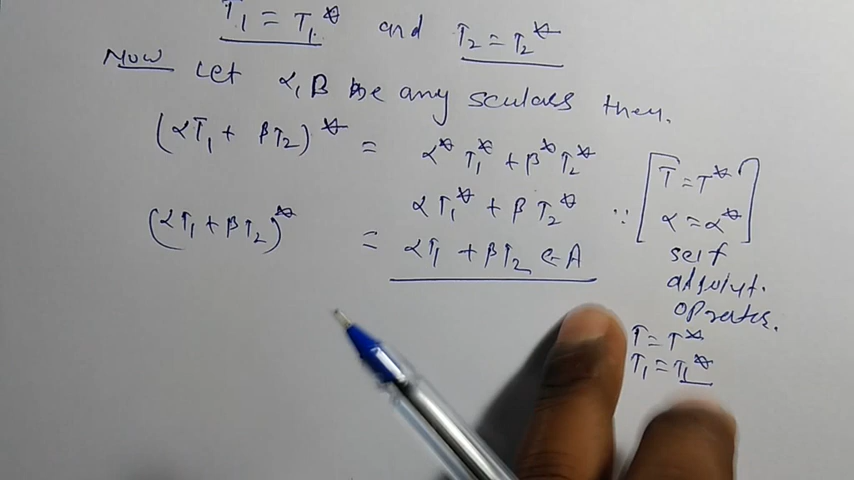 T₁ = T₁* and T₂ = T₂*
Now Let α, β be any sculars then.
(αT₁ + βT₂)* = α*T₁* + β*T₂*
αT₁* + βT₂* ∵ [T = T* α = α*]
(αT₁ + βT₂)* = αT₁ + βT₂ ∈ A
self
adjoint.
operator.
T = T*
T₁ = T₁*